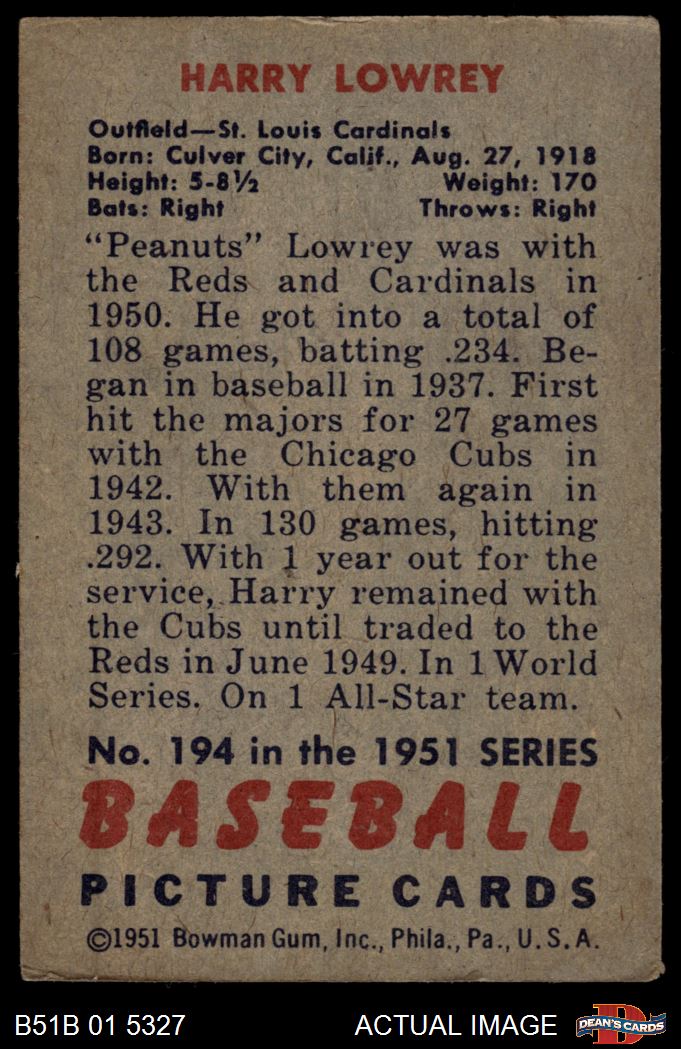 HARRY LOWREY
Outfield—St. Louis Cardinals
Born: Culver City, Calif., Aug. 27, 1918
Height: 5-8½ Weight: 170
Bats: Right Throws: Right
“Peanuts” Lowrey was with
the Reds and Cardinals in
1950. He got into a total of
108 games, batting .234. Be-
gan in baseball in 1937. First
hit the majors for 27 games
with the Chicago Cubs in
1942. With them again in
1943. In 130 games, hitting
.292. With 1 year out for the
service, Harry remained with
the Cubs until traded to the
Reds in June 1949. In 1 World
Series. On 1 All-Star team.
No. 194 in the 1951 SERIES
BASEBALL
PICTURE CARDS
©1951 Bowman Gum, Inc., Phila., Pa., U.S.A.
B51B 01 5327 ACTUAL IMAGE
DEAN'S CARDS